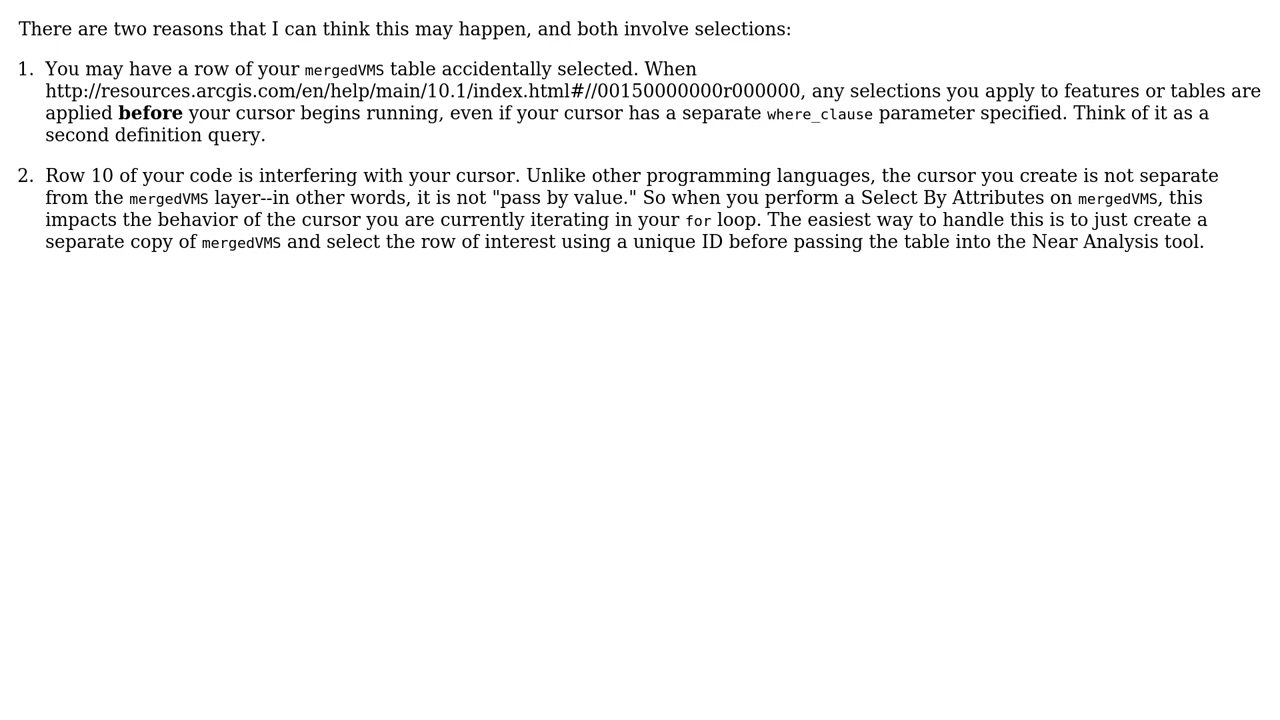 There are two reasons that I can think this may happen, and both involve selections:
1. You may have a row of your mergedVMS table accidentally selected. When
http://resources.arcgis.com/en/help/main/10.1/index.html#//00150000000r000000, any selections you apply to features or tables are
applied before your cursor begins running, even if your cursor has a separate where_clause parameter specified. Think of it as a
second definition query.
2. Row 10 of your code is interfering with your cursor. Unlike other programming languages, the cursor you create is not separate
from the mergedVMS layer--in other words, it is not "pass by value." So when you perform a Select By Attributes on mergedVMS, this
impacts the behavior of the cursor you are currently iterating in your for loop. The easiest way to handle this is to just create a
separate copy of mergedVMS and select the row of interest using a unique ID before passing the table into the Near Analysis tool.